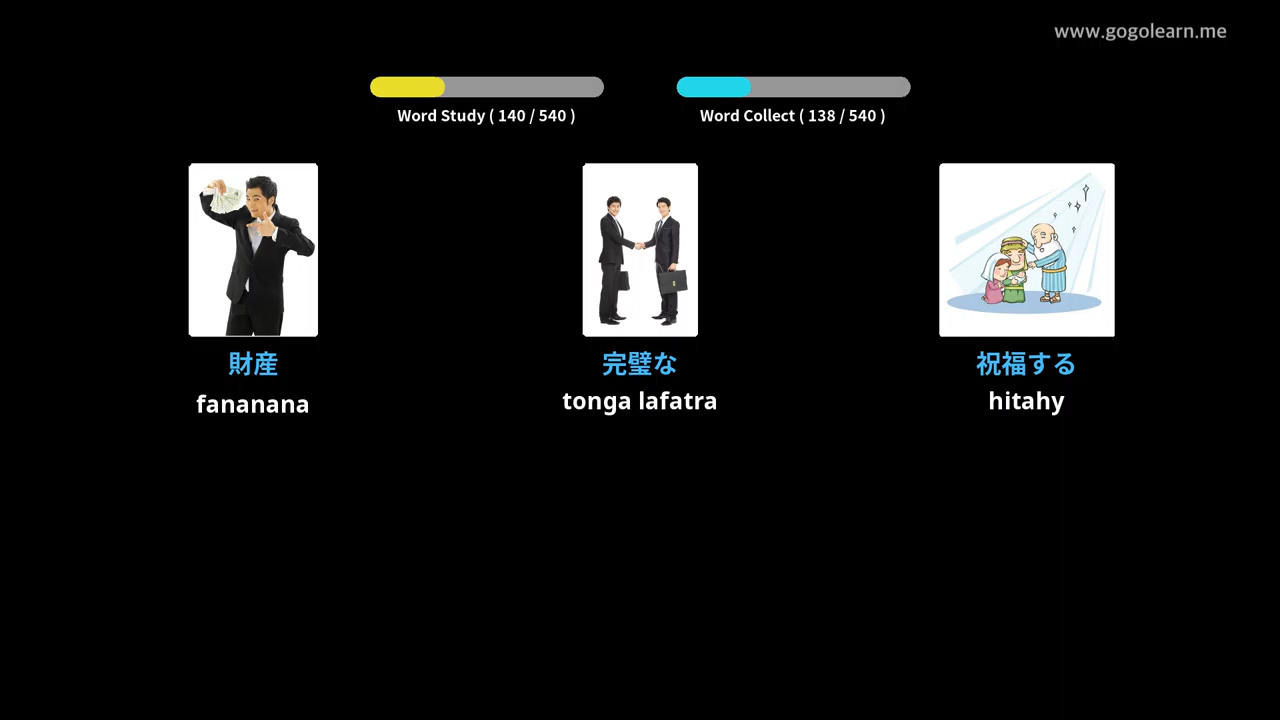 www.gogolearn.me
Word Study ( 140 / 540 )
Word Collect ( 138 / 540 )
財産
fananana
完璧な
tonga lafatra
祝福する
hitahy